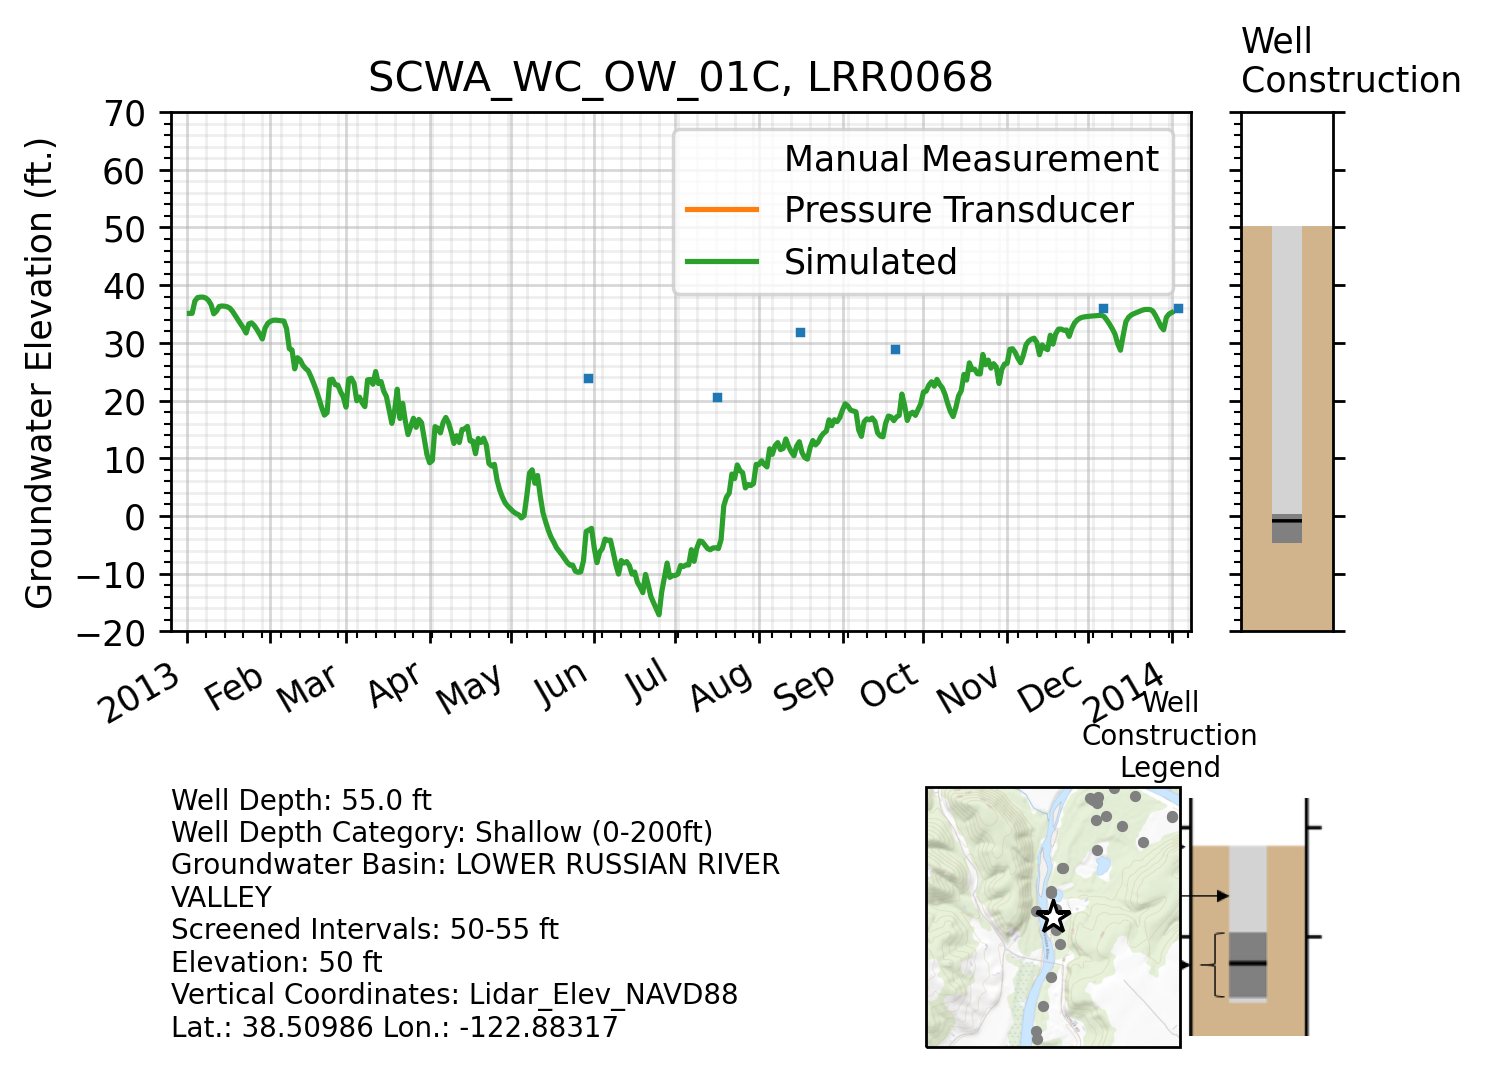 Well
Construction
SCWA_WC_OW_01C, LRR0068
Groundwater Elevation (ft.)
70
60
50
40
30
20
10
0
−10
−20
Manual Measurement
Pressure Transducer
Simulated
2013
Feb
Mar
Apr
May
Jun
Jul
Aug
Sep
Oct
Nov
Dec
2014
Well
Construction
Legend
Well Depth: 55.0 ft
Well Depth Category: Shallow (0-200ft)
Groundwater Basin: LOWER RUSSIAN RIVER
VALLEY
Screened Intervals: 50-55 ft
Elevation: 50 ft
Vertical Coordinates: Lidar_Elev_NAVD88
Lat.: 38.50986 Lon.: -122.88317